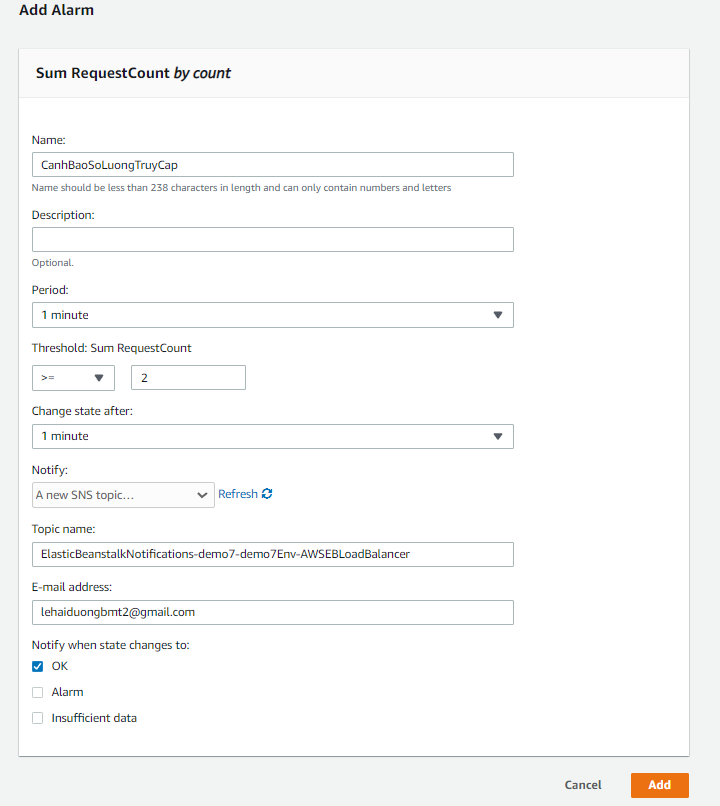 Add Alarm
Sum RequestCount by count
Name:
CanhBaoSoLuongTruyCap
Name should be less than 238 characters in length and can only contain numbers and letters
Description:
Optional.
Period:
1 minute
Threshold: Sum RequestCount
>= 2
Change state after:
1 minute
Notify:
A new SNS topic... Refresh
Topic name:
ElasticBeanstalkNotifications-demo7-demo7Env-AWSEBLoadBalancer
E-mail address:
lehaiduongbmt2@gmail.com
Notify when state changes to:
OK
Alarm
Insufficient data
Cancel Add